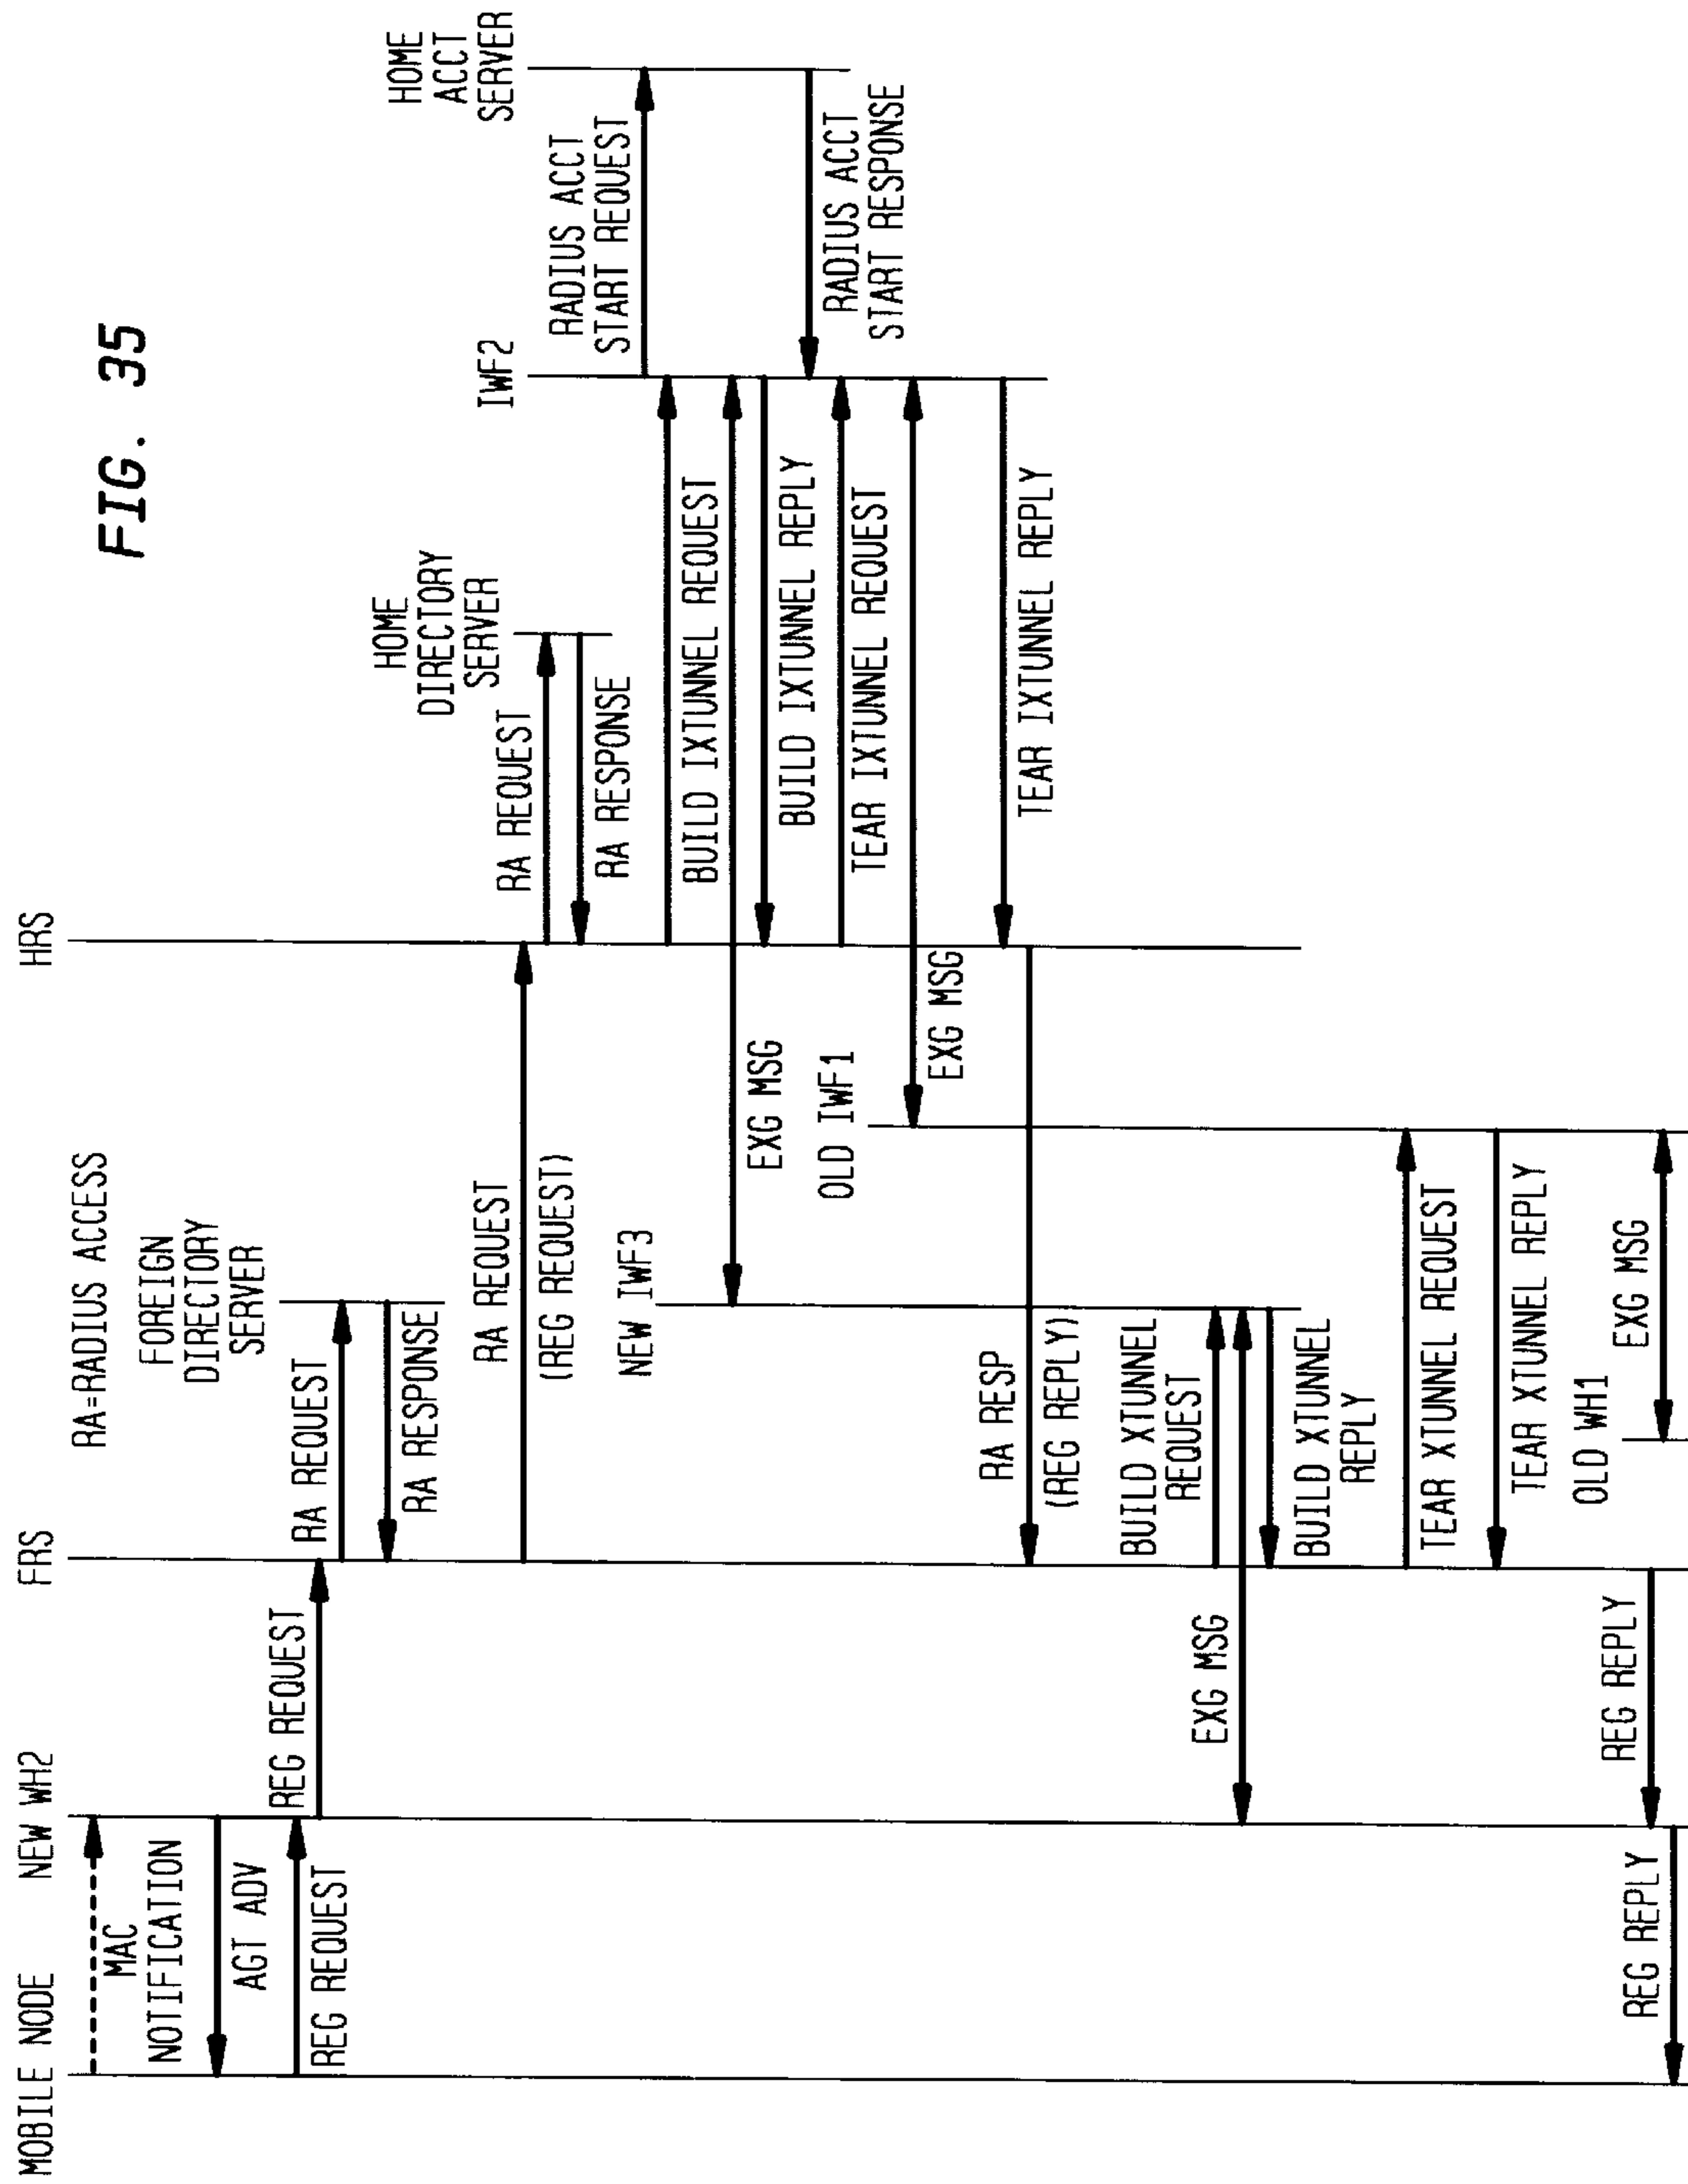 FIG. 35
RA=RADIUS ACCESS
MOBILE NODE
NEW WH2
FRS
HRS
MAC
NOTIFICATION
AGT ADV
REG REQUEST
REG REQUEST
FOREIGN
DIRECTORY
SERVER
RA REQUEST
RA RESPONSE
RA REQUEST
(REG REQUEST)
HOME
DIRECTORY
SERVER
RA REQUEST
RA RESPONSE
IWF2
HOME
ACCT
SERVER
RADIUS ACCT
START REQUEST
BUILD IXTUNNEL REQUEST
NEW IWF3
EXG MSG
BUILD IXTUNNEL REPLY
RADIUS ACCT
START RESPONSE
TEAR IXTUNNEL REQUEST
OLD IWF1
EXG MSG
TEAR IXTUNNEL REPLY
RA RESP
(REG REPLY)
BUILD XTUNNEL
REQUEST
EXG MSG
BUILD XTUNNEL
REPLY
TEAR XTUNNEL REQUEST
TEAR XTUNNEL REPLY
OLD WH1
EXG MSG
REG REPLY
REG REPLY